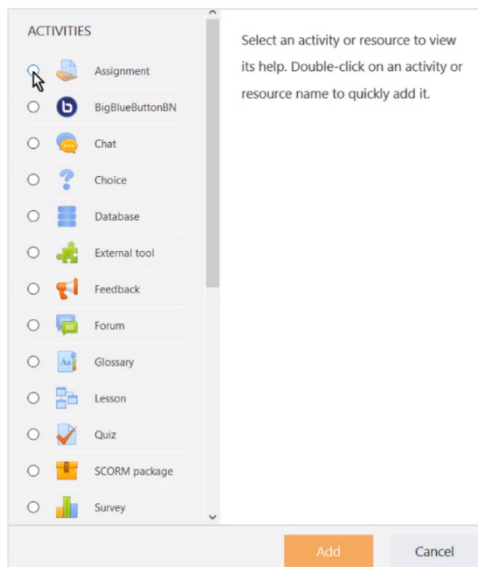 ACTIVITIES
Assignment
BigBlueButtonBN
Chat
Choice
Database
External tool
Feedback
Forum
Aa
Glossary
Lesson
Quiz
SCORM package
Survey
Select an activity or resource to view
its help. Double-click on an activity or
resource name to quickly add it.
Add
Cancel